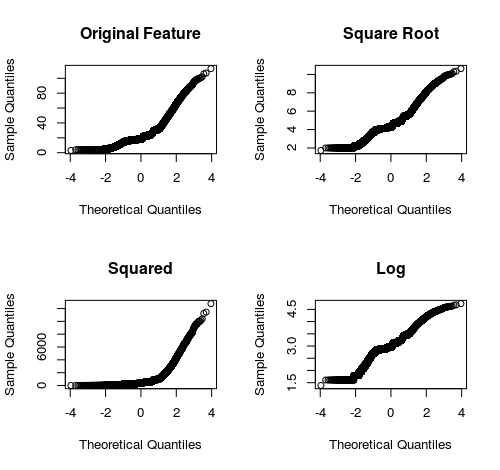 Original Feature
Square Root
Sample Quantiles
0 40 80
-4 -2 0 2 4
Theoretical Quantiles
Sample Quantiles
2 4 6 8
-4 -2 0 2 4
Theoretical Quantiles
Squared
Log
Sample Quantiles
0 6000
-4 -2 0 2 4
Theoretical Quantiles
Sample Quantiles
1.5 3.0 4.5
-4 -2 0 2 4
Theoretical Quantiles